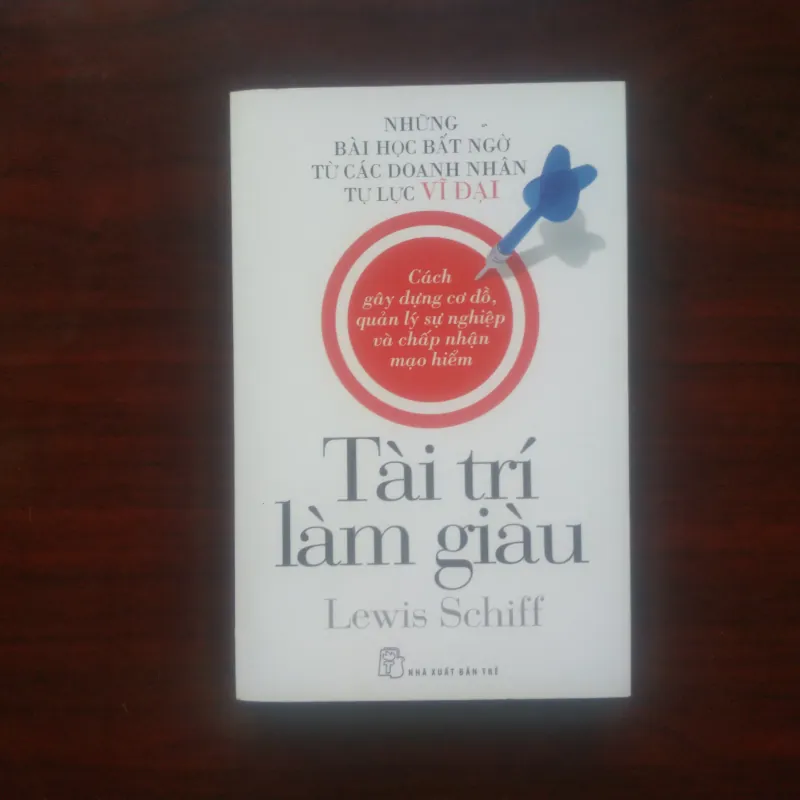 NHỮNG
BÀI HỌC BẤT NGỜ
TỪ CÁC DOANH NHÂN
TỰ LỰC VĨ ĐẠI
Cách
gây dựng cơ đồ,
quản lý sự nghiệp
và chấp nhận
mạo hiểm
Tài trí
làm giàu
Lewis Schiff
NHÀ XUẤT BẢN TRẺ